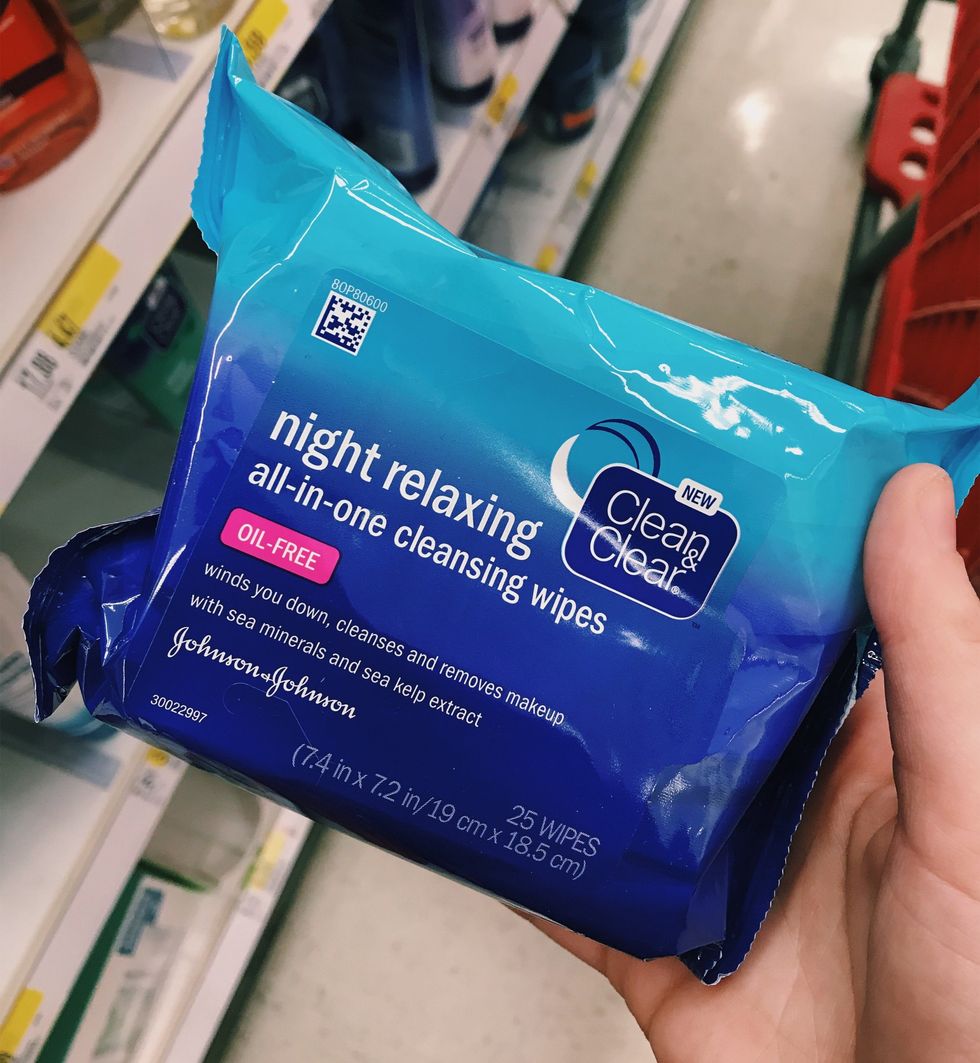 80P80600
night relaxing
all-in-one cleansing wipes
OIL-FREE
NEW
Clean
&
Clear®
™
winds you down, cleanses and removes makeup
with sea minerals and sea kelp extract
Johnson & Johnson
30022997
25 WIPES
(7.4 in x 7.2 in/19 cm x 18.5 cm)